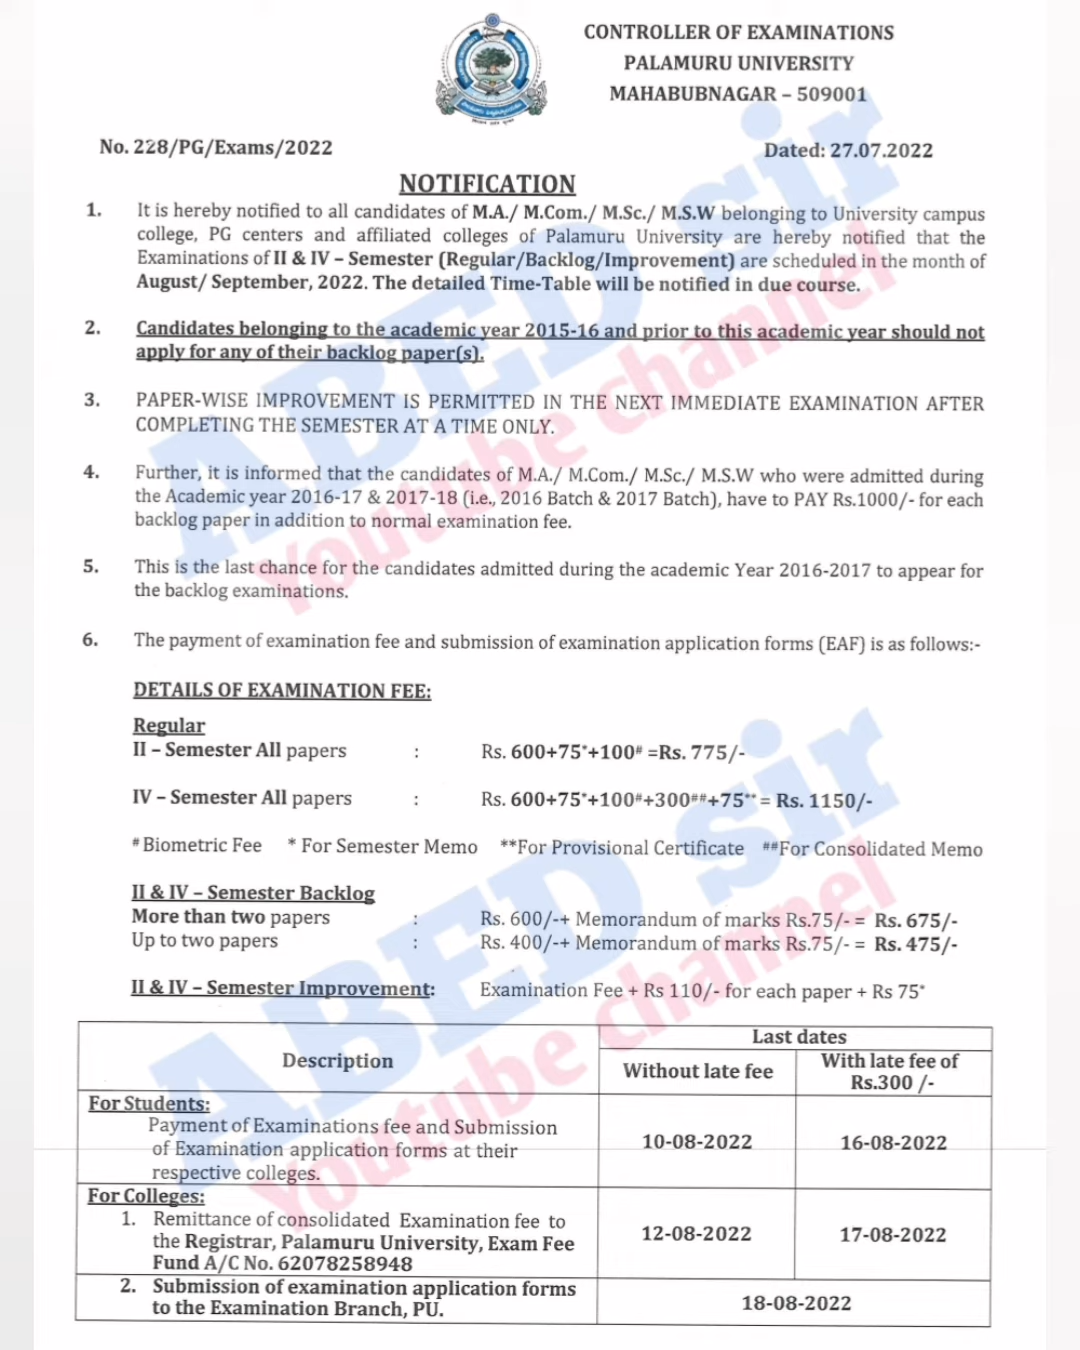 CONTROLLER OF EXAMINATIONS
PALAMURU UNIVERSITY
MAHABUBNAGAR – 509001
No. 228/PG/Exams/2022
Dated: 27.07.2022
NOTIFICATION
1. It is hereby notified to all candidates of M.A./ M.Com./ M.Sc./ M.S.W belonging to University campus
college, PG centers and affiliated colleges of Palamuru University are hereby notified that the
Examinations of II & IV – Semester (Regular/Backlog/Improvement) are scheduled in the month of
August/ September, 2022. The detailed Time-Table will be notified in due course.
2. Candidates belonging to the academic year 2015-16 and prior to this academic year should not
apply for any of their backlog paper(s).
3. PAPER-WISE IMPROVEMENT IS PERMITTED IN THE NEXT IMMEDIATE EXAMINATION AFTER
COMPLETING THE SEMESTER AT A TIME ONLY.
4. Further, it is informed that the candidates of M.A./ M.Com./ M.Sc./ M.S.W who were admitted during
the Academic year 2016-17 & 2017-18 (i.e., 2016 Batch & 2017 Batch), have to PAY Rs.1000/- for each
backlog paper in addition to normal examination fee.
5. This is the last chance for the candidates admitted during the academic Year 2016-2017 to appear for
the backlog examinations.
6. The payment of examination fee and submission of examination application forms (EAF) is as follows:-
DETAILS OF EXAMINATION FEE:
Regular
II – Semester All papers : Rs. 600+75*+100# =Rs. 775/-
IV – Semester All papers : Rs. 600+75*+100#+300##+75** = Rs. 1150/-
# Biometric Fee * For Semester Memo **For Provisional Certificate ##For Consolidated Memo
II & IV – Semester Backlog
More than two papers : Rs. 600/-+ Memorandum of marks Rs.75/- = Rs. 675/-
Up to two papers : Rs. 400/-+ Memorandum of marks Rs.75/- = Rs. 475/-
II & IV – Semester Improvement: Examination Fee + Rs 110/- for each paper + Rs 75*
Description
Last dates
Without late fee
With late fee of
Rs.300 /-
For Students:
Payment of Examinations fee and Submission
of Examination application forms at their
respective colleges.
10-08-2022
16-08-2022
For Colleges:
1. Remittance of consolidated Examination fee to
the Registrar, Palamuru University, Exam Fee
Fund A/C No. 62078258948
12-08-2022
17-08-2022
2. Submission of examination application forms
to the Examination Branch, PU.
18-08-2022
ABED sir
Youtube channel
ABED sir
Youtube channel